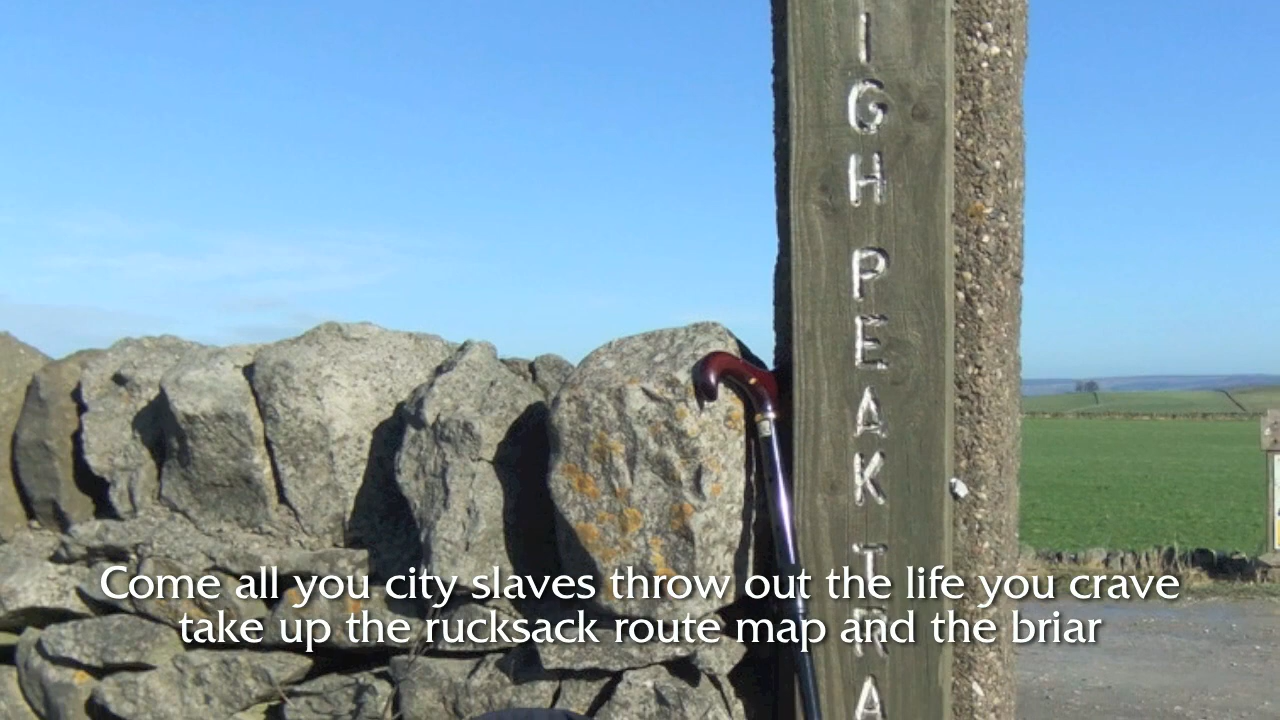 IGH PEAK TRA
Come all you city slaves throw out the life you crave
take up the rucksack route map and the briar